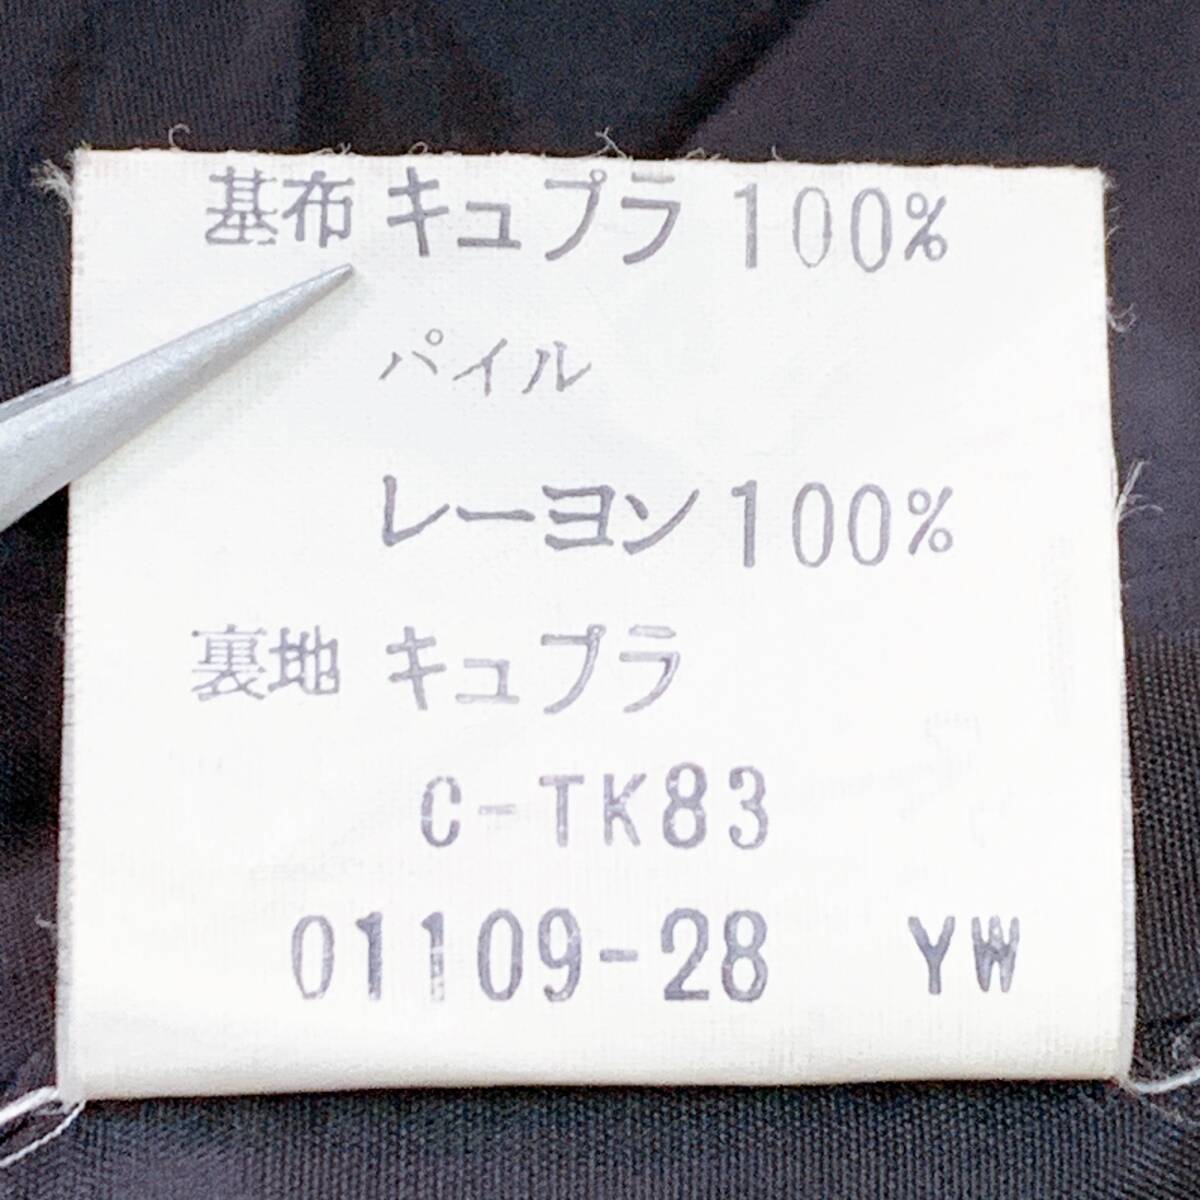 基布 キュプラ 100%
パイル
レーヨン 100%
裏地 キュプラ
C-TK83
01109-28 YW